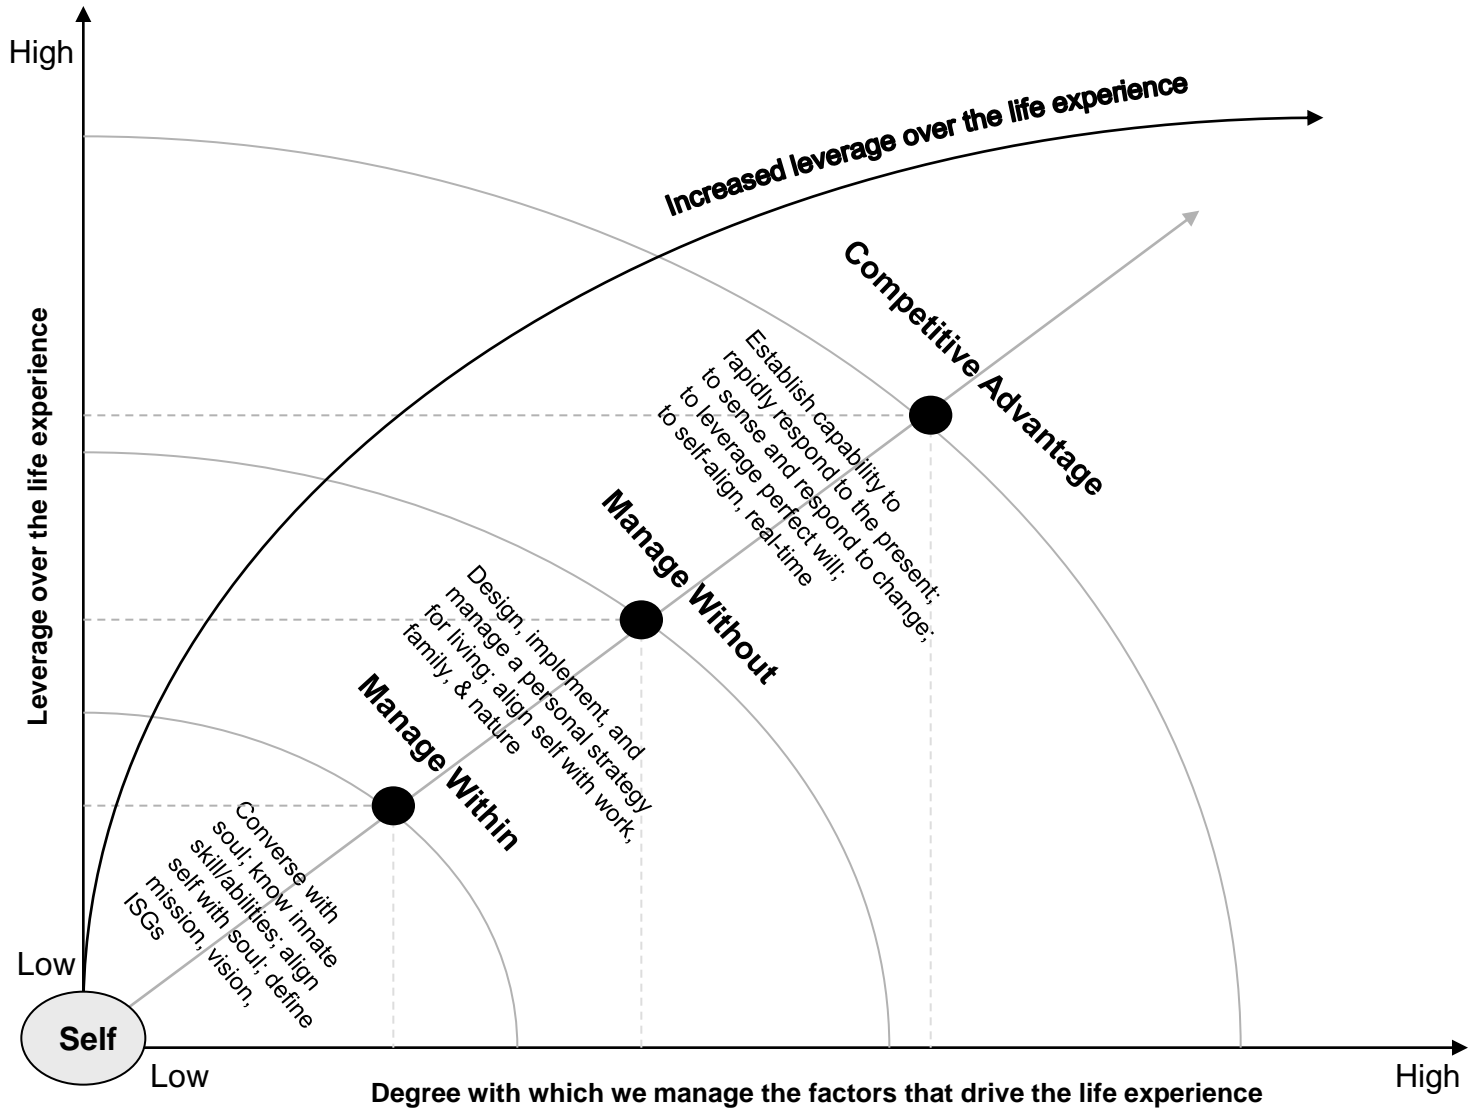 High
Increased leverage over the life experience
Competitive Advantage
Establish capability to
rapidly respond to the present;
to sense and respond to change;
to leverage perfect will;
to self-align, real-time
Manage Without
Design, implement, and
manage a personal strategy
for living; align self with work,
family, & nature
Manage Within
Converse with
soul; know innate
skill/abilities; align
self with soul; define
mission, vision,
ISGs
Leverage over the life experience
Low
Self
Low
High
Degree with which we manage the factors that drive the life experience